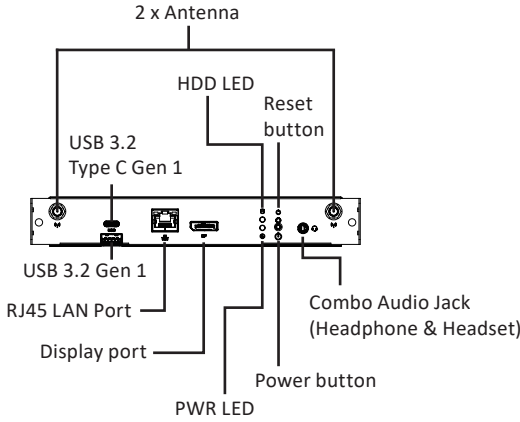 2 x Antenna
HDD LED
Reset
button
USB 3.2
Type C Gen 1
USB 3.2 Gen 1
RJ45 LAN Port
Combo Audio Jack
(Headphone & Headset)
Display port
Power button
PWR LED